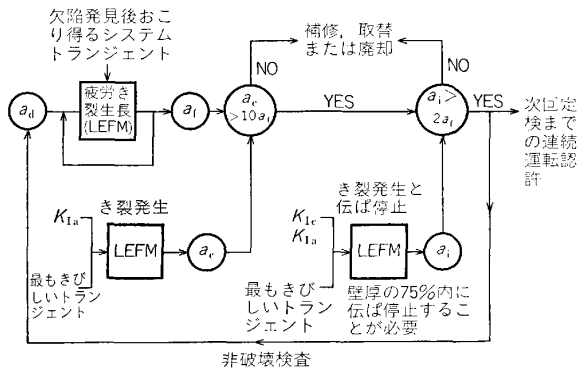 欠陥発見後おこ
り得るシステム
トランジェント
補修，取替
または廃却
NO
NO
a_d
疲労き
裂生長
(LEFM)
a_f
a_c
>10a_f
YES
a_i>
2a_f
YES
次回定
検まで
の連続
運転認
許
K_Ia
き裂発生
LEFM
a_c
最もきび
しいトラン
ジェント
K_Ic
K_Ia
き裂発生と
伝ぱ停止
LEFM
a_i
最もきび
しいトラン
ジェント
壁厚の75%内に
伝ぱ停止するこ
とが必要
非破壊検査